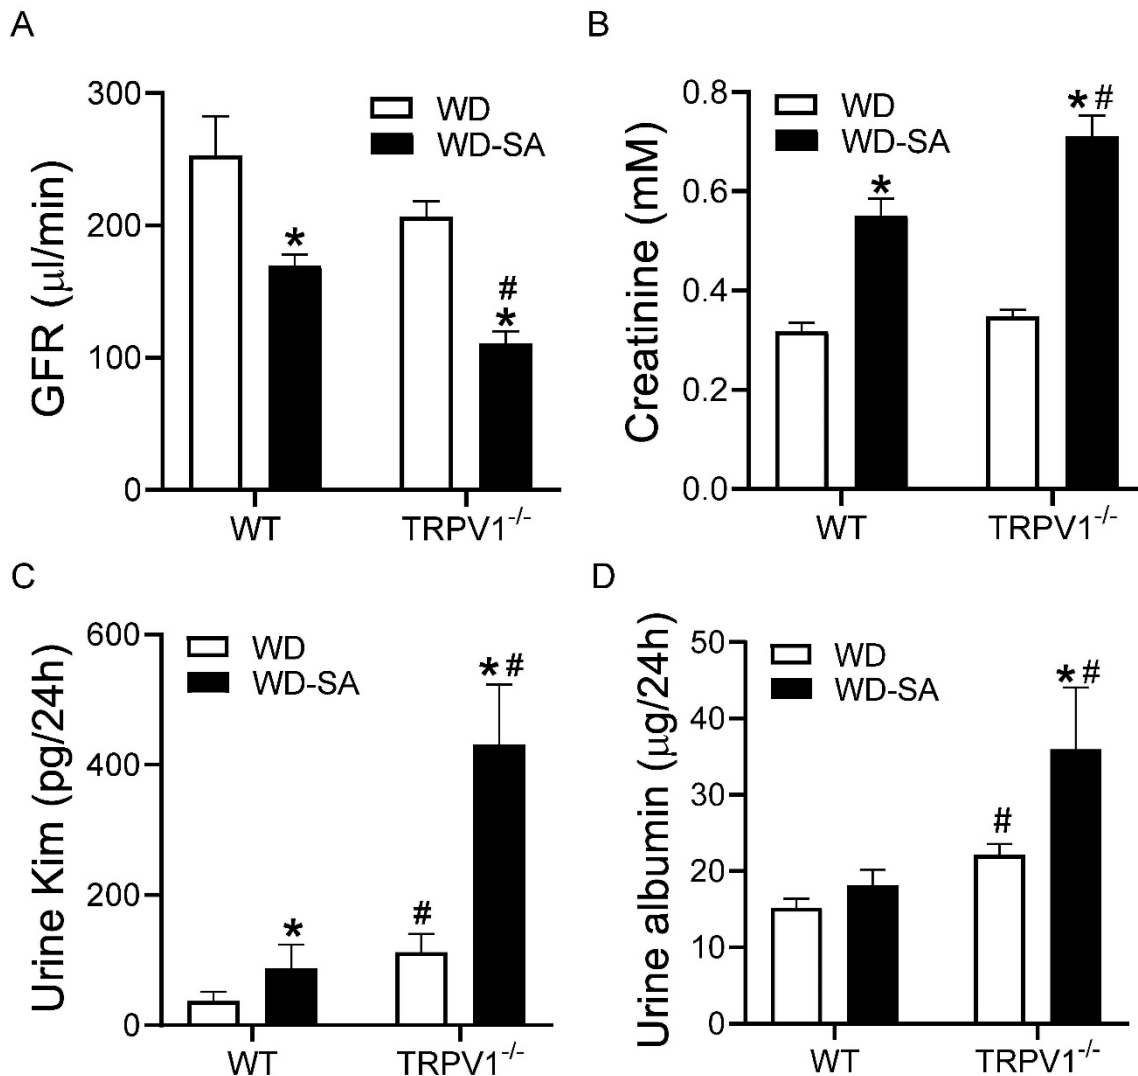 A
GFR (μl/min)
300
200
100
0
WD
WD-SA
*
#
*
WT
TRPV1-/-
B
Creatinine (mM)
0.8
0.6
0.4
0.2
0.0
WD
WD-SA
*
*#
WT
TRPV1-/-
C
Urine Kim (pg/24h)
600
400
200
0
WD
WD-SA
*
#
*#
WT
TRPV1-/-
D
Urine albumin (μg/24h)
50
40
30
20
10
0
WD
WD-SA
#
*#
WT
TRPV1-/-